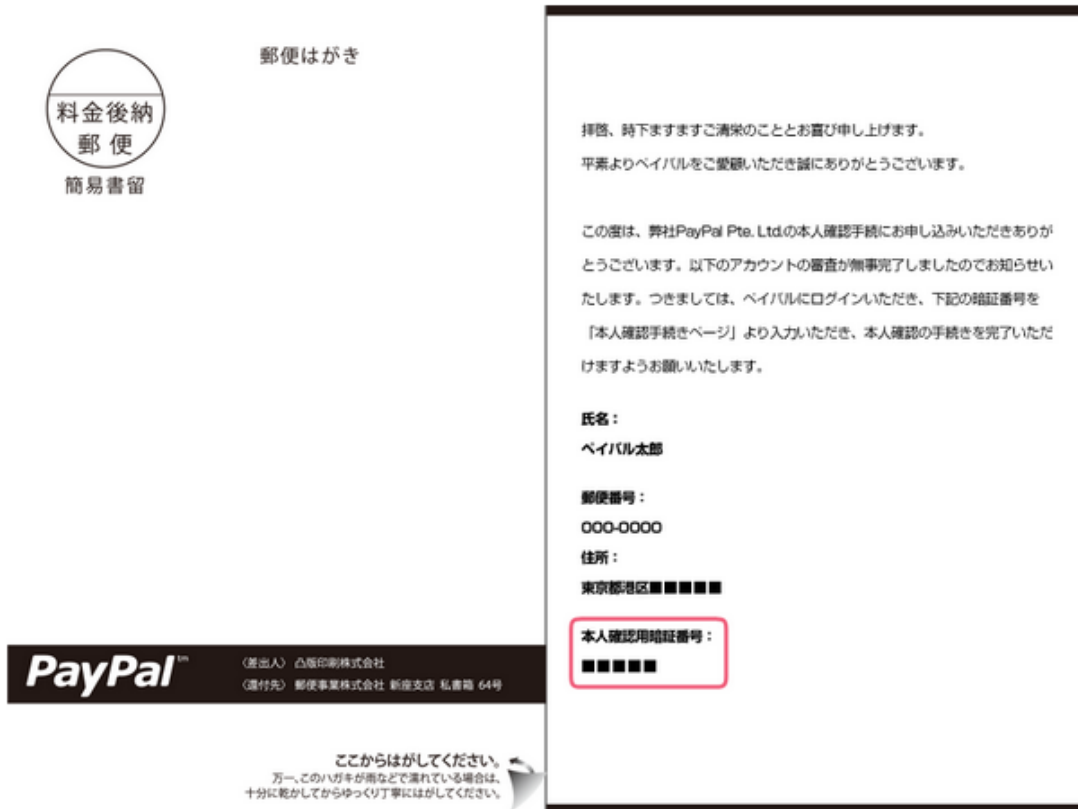 郵便はがき
料金後納
郵便
簡易書留
PayPal™
〈差出人〉 凸版印刷株式会社
〈還付先〉 郵便事業株式会社 新座支店 私書箱 64号
ここからはがしてください。
万一、このハガキが雨などで濡れている場合は、
十分に乾かしてからゆっくり丁寧にはがしてください。
拝啓、時下ますますご清栄のこととお喜び申し上げます。
平素よりペイパルをご愛顧いただき誠にありがとうございます。
この度は、弊社PayPal Pte. Ltd.の本人確認手続にお申し込みいただきありが
とうございます。以下のアカウントの審査が無事完了しましたのでお知らせい
たします。つきましては、ペイパルにログインいただき、下記の暗証番号を
「本人確認手続きページ」より入力いただき、本人確認の手続きを完了いただ
けますようお願いいたします。
氏名：
ペイパル太郎
郵便番号：
000-0000
住所：
東京都港区■■■■■
本人確認用暗証番号：
■■■■■